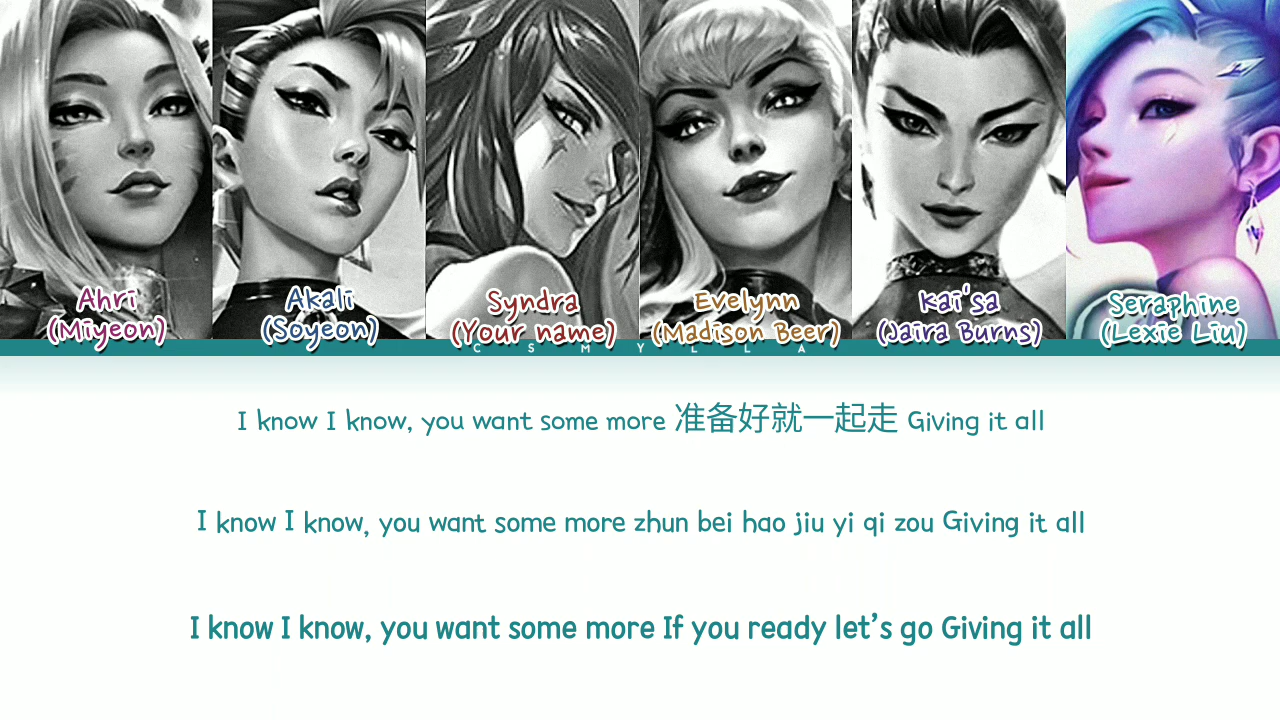 Ahri
(Miyeon)
Akali
(Soyeon)
Syndra
(Your name)
Evelynn
(Madison Beer)
Kai'sa
(Jaira Burns)
Seraphine
(Lexie Liu)
C S M Y L L A
I know I know, you want some more 准备好就一起走 Giving it all
I know I know, you want some more zhun bei hao jiu yi qi zou Giving it all
I know I know, you want some more If you ready let's go Giving it all